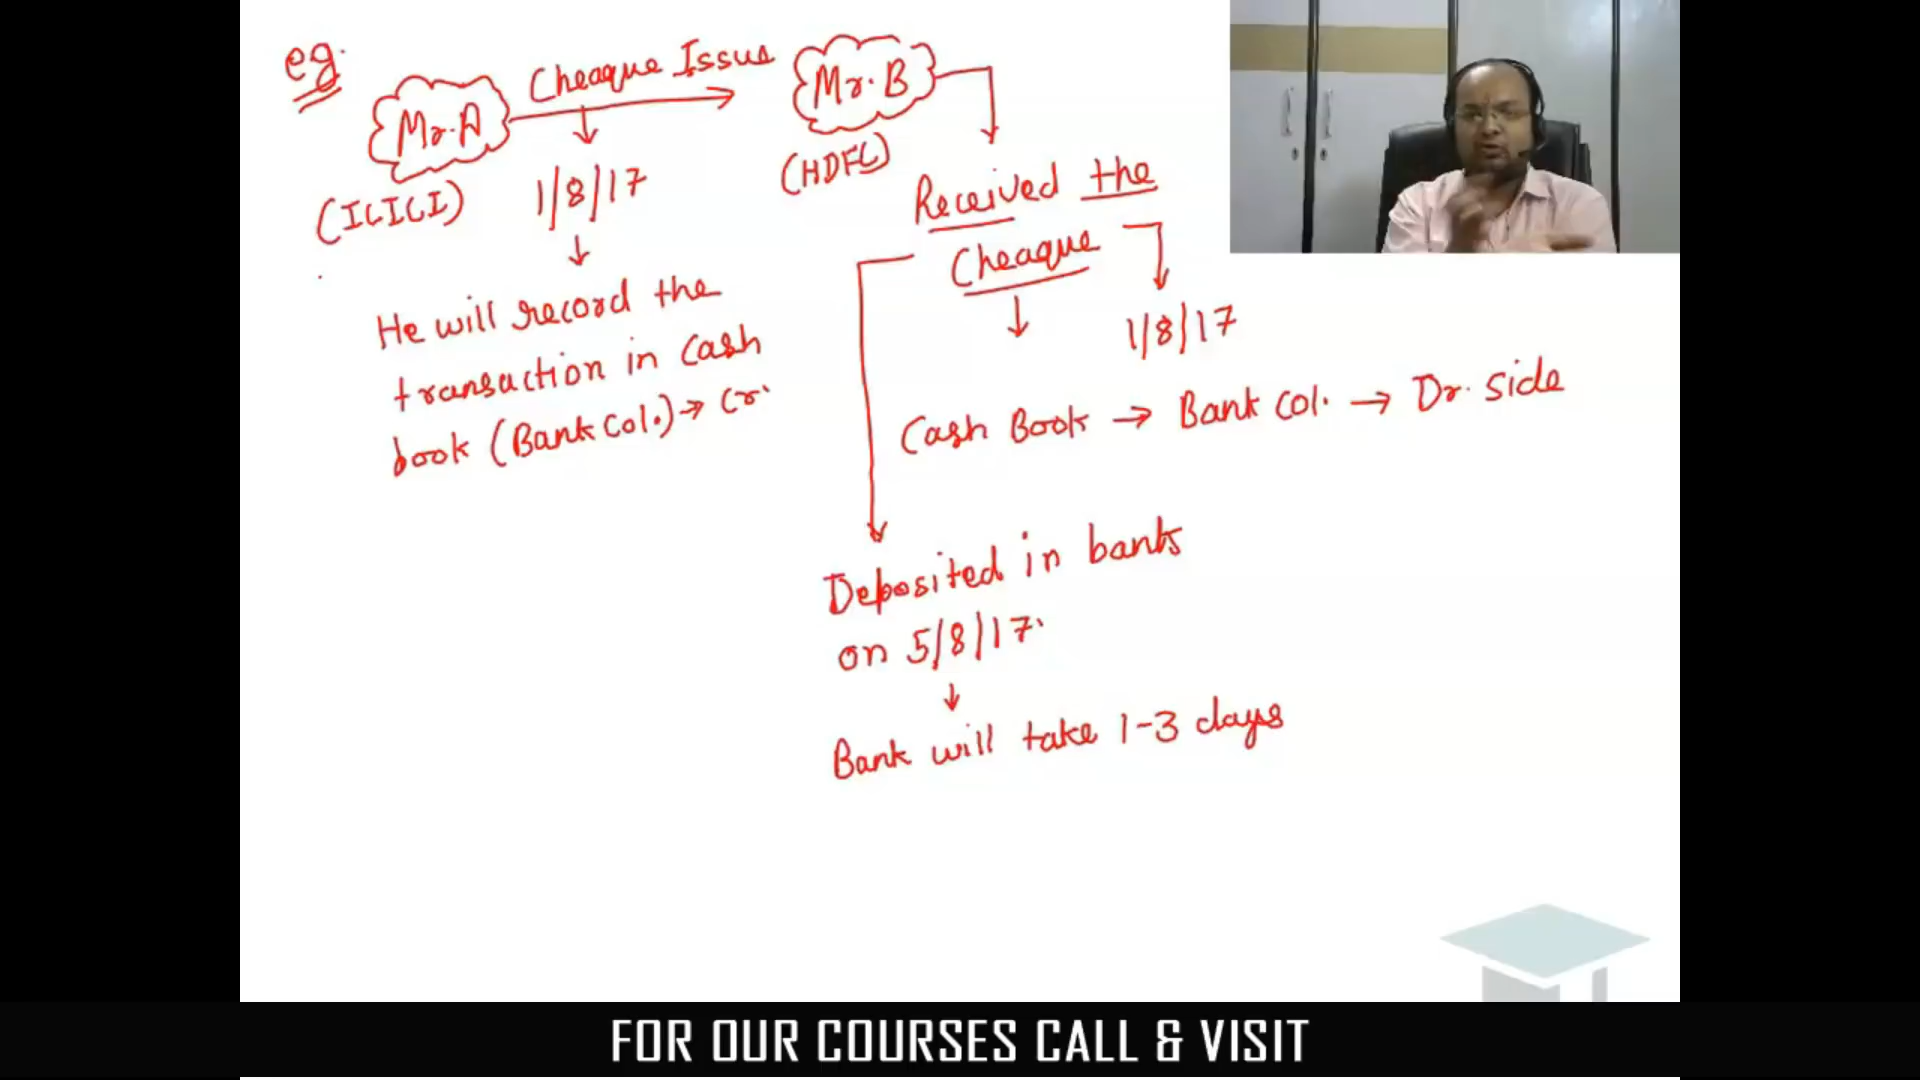 eg.
Mr. A
Cheaque Issue
Mr. B
(ICICI)
1/8/17
(HDFC)
He will record the
transaction in Cash
book (Bank Col.) → Cr.
Received the
Cheaque
1/8/17
Cash Book → Bank Col. → Dr. Side
Deposited in bank
on 5/8/17.
Bank will take 1-3 days
FOR OUR COURSES CALL & VISIT